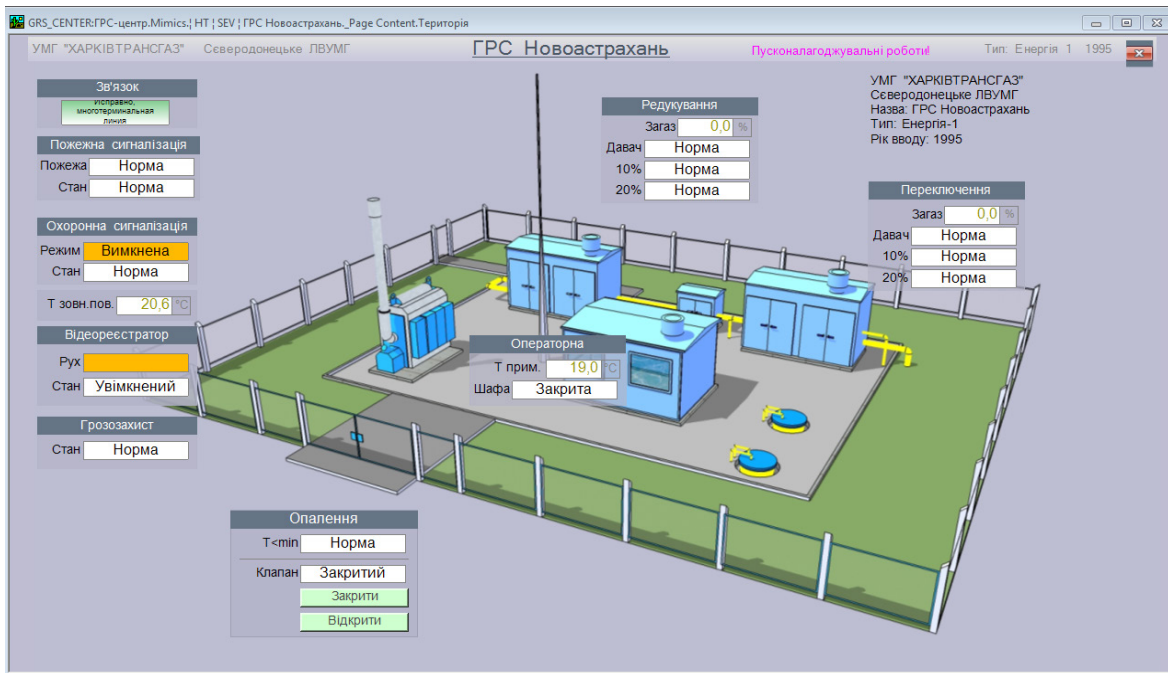 GRS_CENTER:ГРС-центр.Mimics.¦ HT ¦ SEV ¦ ГРС Новоастрахань._Page Content.Територія
УМГ "ХАРКІВТРАНСГАЗ" Сєверодонецьке ЛВУМГ ГРС Новоастрахань Пусконалагоджувальні роботи! Тип: Енергія 1 1995
Зв'язок
Исправно,
многотерминальная
линия
Пожежна сигналізація
Пожежа Норма
Стан Норма
Охоронна сигналізація
Режим Вимкнена
Стан Норма
Т зовн.пов. 20,6 °C
Відеореєстратор
Рух
Стан Увімкнений
Грозозахист
Стан Норма
Редукування
Загаз 0,0 %
Давач Норма
10% Норма
20% Норма
УМГ "ХАРКІВТРАНСГАЗ"
Сєверодонецьке ЛВУМГ
Назва: ГРС Новоастрахань
Тип: Енергія-1
Рік вводу: 1995
Переключення
Загаз 0,0 %
Давач Норма
10% Норма
20% Норма
Операторна
Т прим. 19,0 °C
Шафа Закрита
Опалення
T<min Норма
Клапан Закритий
Закрити
Відкрити